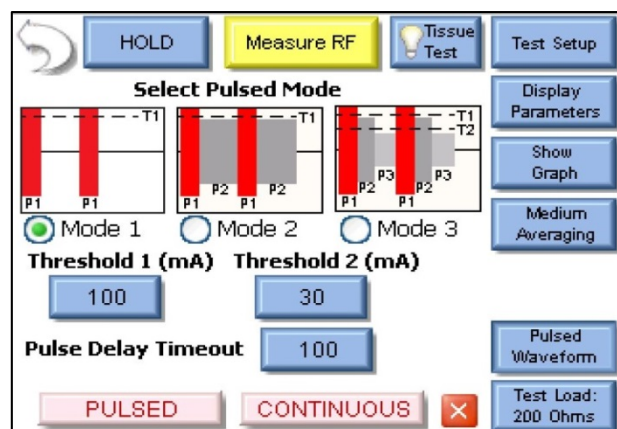 HOLD
Measure RF
Tissue
Test
Test Setup
Select Pulsed Mode
Display
Parameters
T1
P1
P1
T1
P1
P2
P1
P2
T1
T2
P1
P2
P3
P1
P2
P3
Show
Graph
Mode 1
Mode 2
Mode 3
Medium
Averaging
Threshold 1 (mA)
Threshold 2 (mA)
100
30
Pulse Delay Timeout
100
Pulsed
Waveform
PULSED
CONTINUOUS
Test Load:
200 Ohms